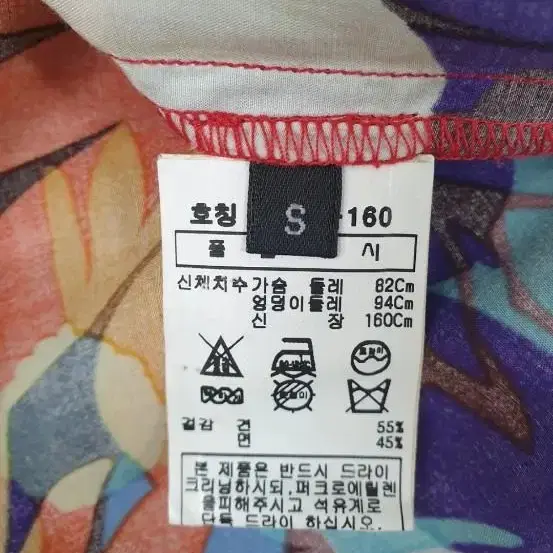 호칭 S -160
품 시
신체치수 가슴 둘레 82Cm
엉덩이둘레 94Cm
신 장 160Cm
드라이
겉감 견 55%
면 45%
본 제품은 반드시 드라이
크리닝하시되,퍼크로에틸렌
을피해주시고 석유계로
단독 드라이 하십시오.